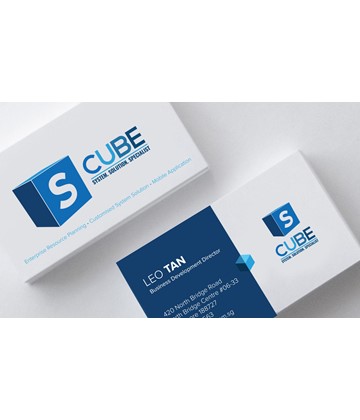 S
CUBE
SYSTEM. SOLUTION. SPECIALIST
Enterprise Resource Planning • Customised System Solution • Mobile Application
LEO TAN
Business Development Director
420 North Bridge Road
North Bridge Centre #06-33
188727
S
CUBE
SYSTEM. SOLUTION. SPECIALIST